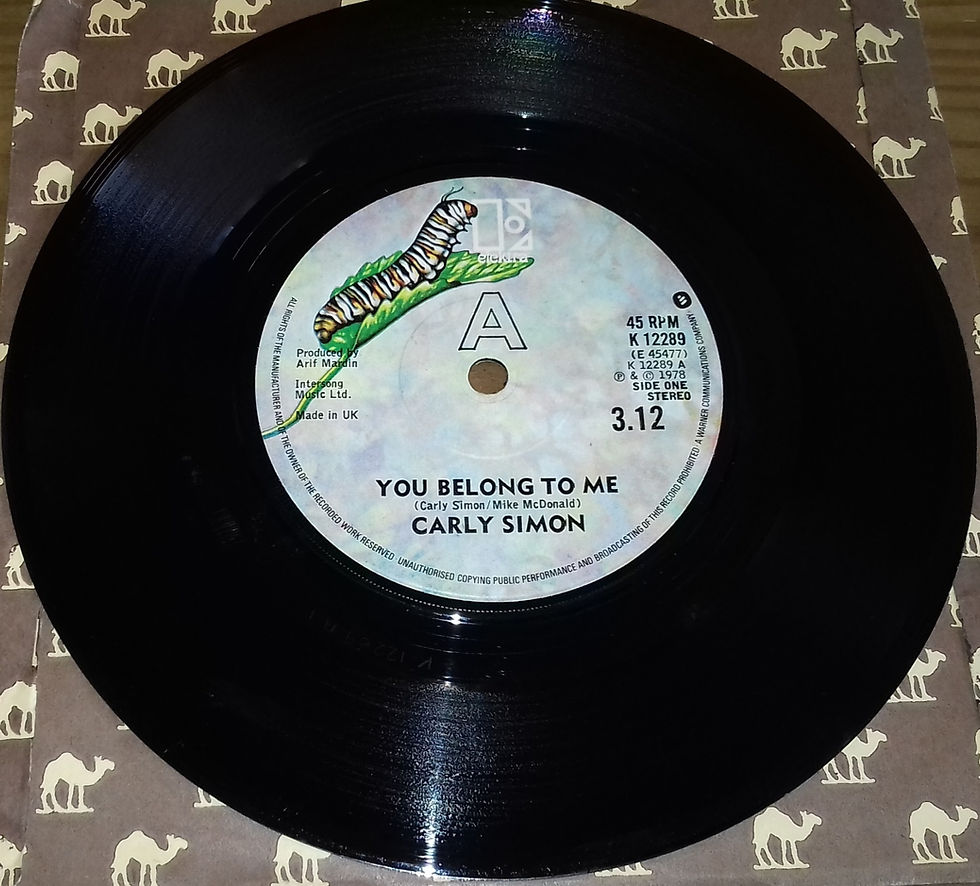 elektra
A
Produced by
Arif Mardin
Intersong
Music Ltd.
Made in UK
45 RPM
K 12289
(E 45477)
K 12289 A
℗ & © 1978
SIDE ONE
STEREO
3.12
YOU BELONG TO ME
(Carly Simon/Mike McDonald)
CARLY SIMON
ALL RIGHTS OF THE MANUFACTURER AND OF THE OWNER OF THE RECORDED WORK RESERVED UNAUTHORISED COPYING PUBLIC PERFORMANCE AND BROADCASTING OF THIS RECORD PROHIBITED · A WARNER COMMUNICATIONS COMPANY